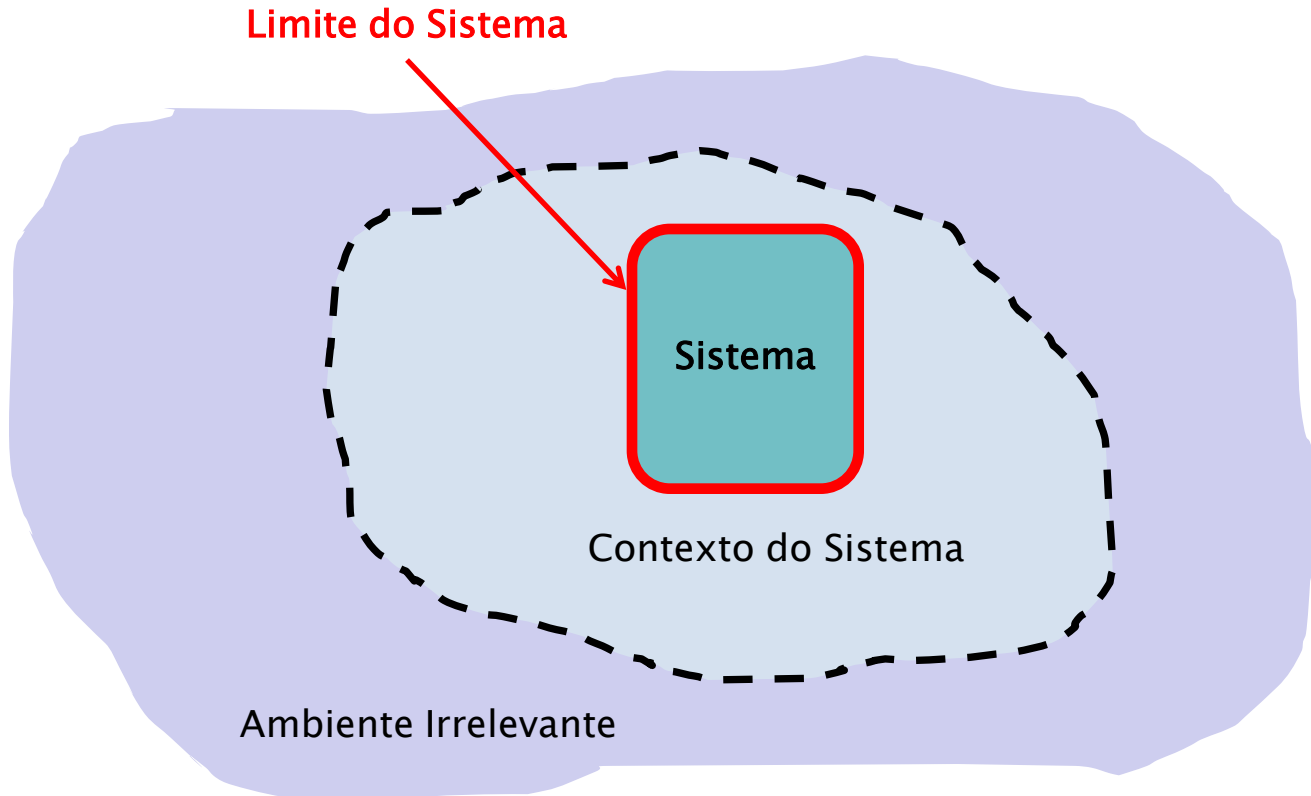 Limite do Sistema
Sistema
Contexto do Sistema
Ambiente Irrelevante